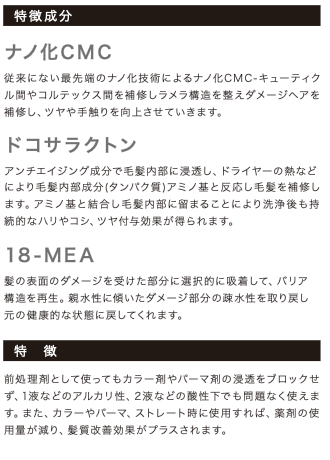 特徴成分
ナノ化CMC
従来にない最先端のナノ化技術によるナノ化CMC-キューティク
ル間やコルテックス間を補修しラメラ構造を整えダメージヘアを
補修し、ツヤや手触りを向上させていきます。
ドコサラクトン
アンチエイジング成分で毛髪内部に浸透し、ドライヤーの熱など
により毛髪内部成分(タンパク質)アミノ基と反応し毛髪を補修し
ます。アミノ基と結合し毛髪内部に留まることにより洗浄後も持
続的なハリやコシ、ツヤ付与効果が得られます。
18-MEA
髪の表面のダメージを受けた部分に選択的に吸着して、バリア
構造を再生。親水性に傾いたダメージ部分の疎水性を取り戻し
元の健康的な状態に戻してくれます。
特　徴
前処理剤として使ってもカラー剤やパーマ剤の浸透をブロックせ
ず、1液などのアルカリ性、2液などの酸性下でも問題なく使えま
す。また、カラーやパーマ、ストレート時に使用すれば、薬剤の使
用量が減り、髪質改善効果がプラスされます。